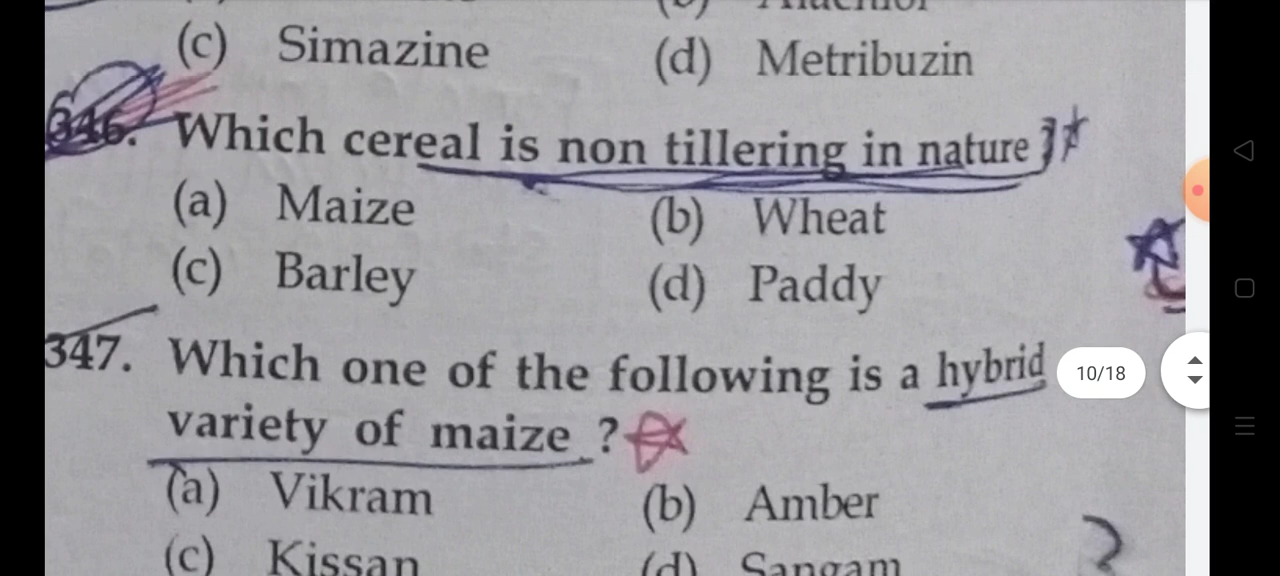 (c) Simazine (d) Metribuzin
346. Which cereal is non tillering in nature
(a) Maize (b) Wheat
(c) Barley (d) Paddy
347. Which one of the following is a hybrid
10/18
variety of maize ?
(a) Vikram (b) Amber
(c) Kissan (d) Sangam